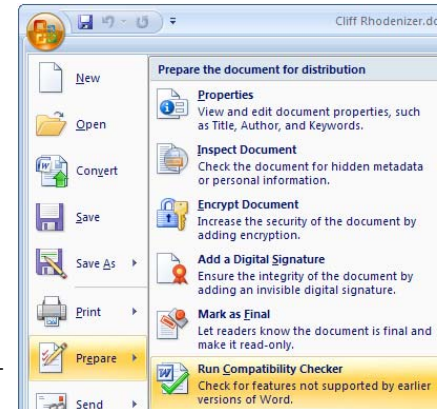 Cliff Rhodenizer.do
New
Open
Convert
Save
Save As
Print
Prepare
Send
Prepare the document for distribution
Properties
View and edit document properties, such
as Title, Author, and Keywords.
Inspect Document
Check the document for hidden metadata
or personal information.
Encrypt Document
Increase the security of the document by
adding encryption.
Add a Digital Signature
Ensure the integrity of the document by
adding an invisible digital signature.
Mark as Final
Let readers know the document is final and
make it read-only.
Run Compatibility Checker
Check for features not supported by earlier
versions of Word.